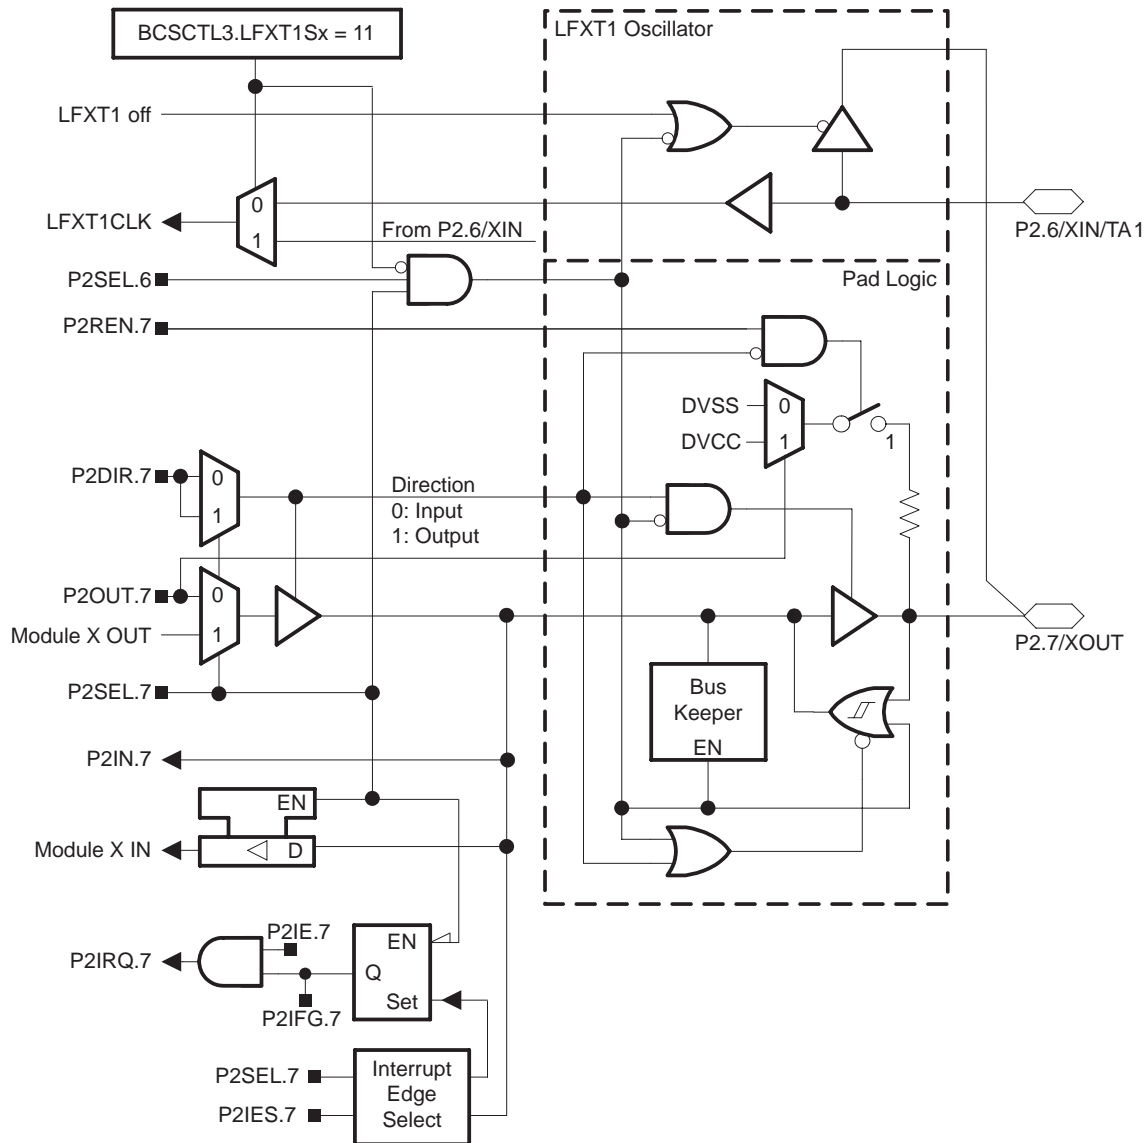 BCSCTL3.LFXT1Sx = 11
LFXT1 Oscillator
LFXT1 off
0
LFXT1CLK
1
From P2.6/XIN
P2.6/XIN/TA1
P2SEL.6
Pad Logic
P2REN.7
DVSS
0
DVCC
1
1
P2DIR.7
0
1
Direction
0: Input
1: Output
P2OUT.7
0
Module X OUT
1
P2.7/XOUT
P2SEL.7
Bus
Keeper
EN
P2IN.7
EN
Module X IN
D
P2IE.7
EN
P2IRQ.7
Q
Set
P2IFG.7
P2SEL.7
P2IES.7
Interrupt
Edge
Select